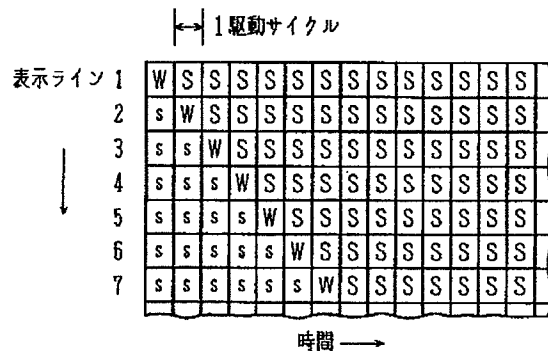 1駆動サイクル
表示ライン 1 W S S S S S S S S S S S S S
2 s W S S S S S S S S S S S S
3 s s W S S S S S S S S S S S
4 s s s W S S S S S S S S S S
5 s s s s W S S S S S S S S S
6 s s s s s W S S S S S S S S
7 s s s s s s W S S S S S S S
時間